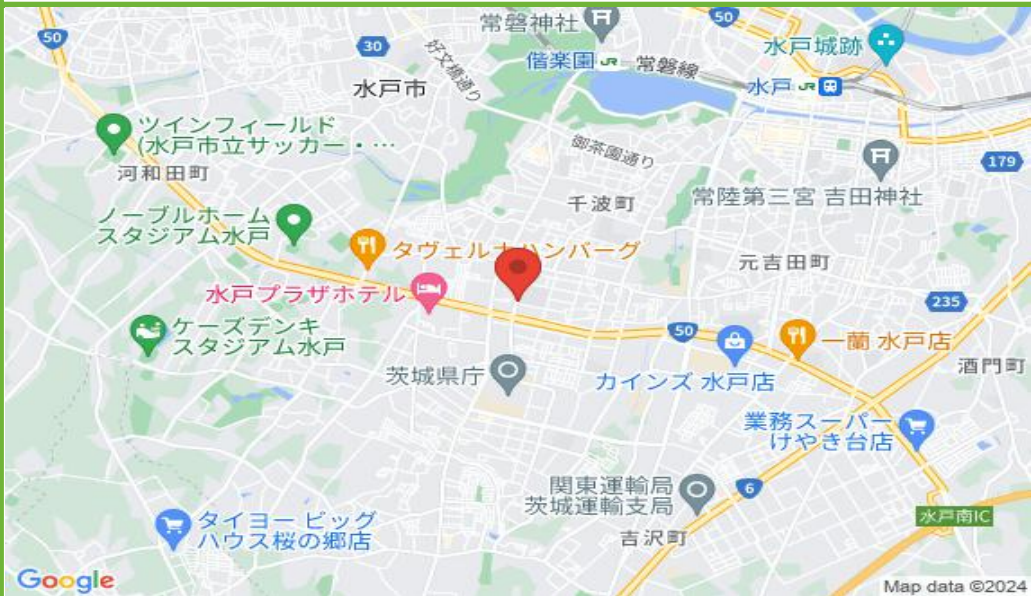 常磐神社
50
50
水戸城跡
30
好文橋通り
偕楽園 JR
常磐線
水戸市
水戸 JR
ツインフィールド
(水戸市立サッカー・…
御茶園通り
179
河和田町
常陸第三宮 吉田神社
千波町
ノーブルホーム
スタジアム水戸
タヴェルナハンバーグ
元吉田町
水戸プラザホテル
235
ケーズデンキ
スタジアム水戸
50
一蘭 水戸店
茨城県庁
カインズ 水戸店
酒門町
業務スーパー
けやき台店
関東運輸局
茨城運輸支局
6
水戸南IC
タイヨー ビッグ
ハウス桜の郷店
吉沢町
Google
Map data ©2024